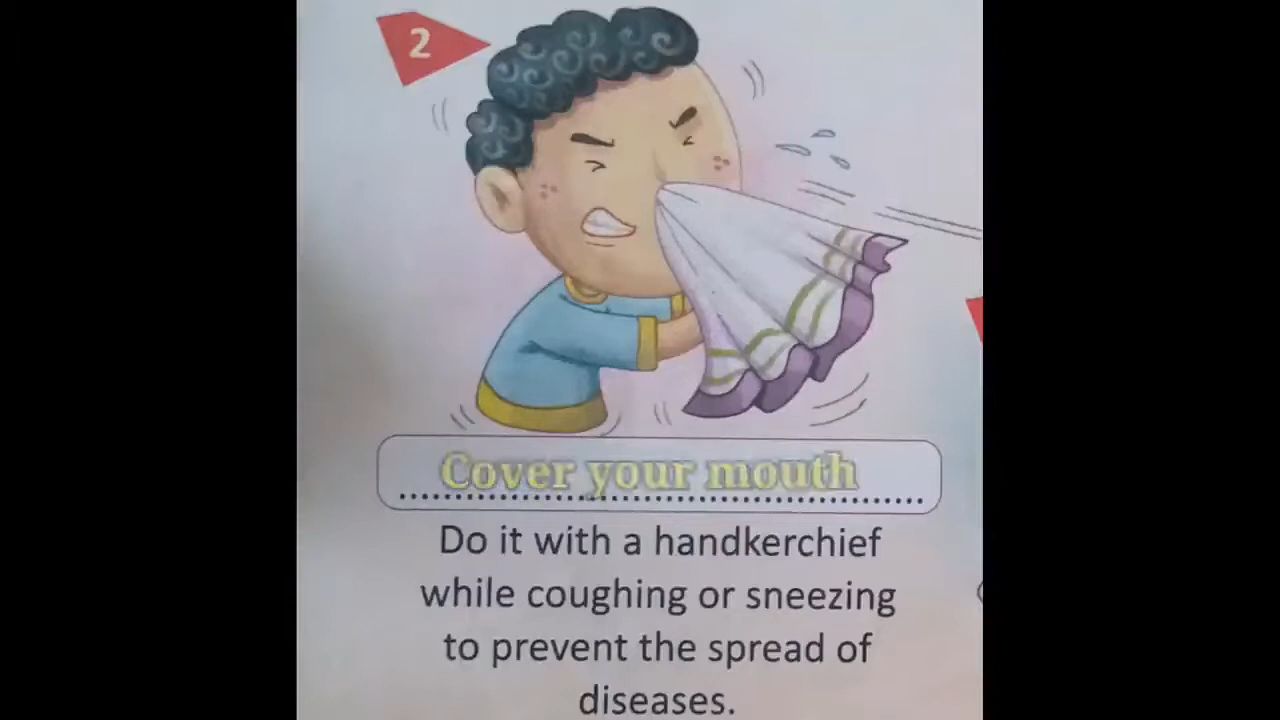 2
Cover your mouth
Do it with a handkerchief
while coughing or sneezing
to prevent the spread of
diseases.